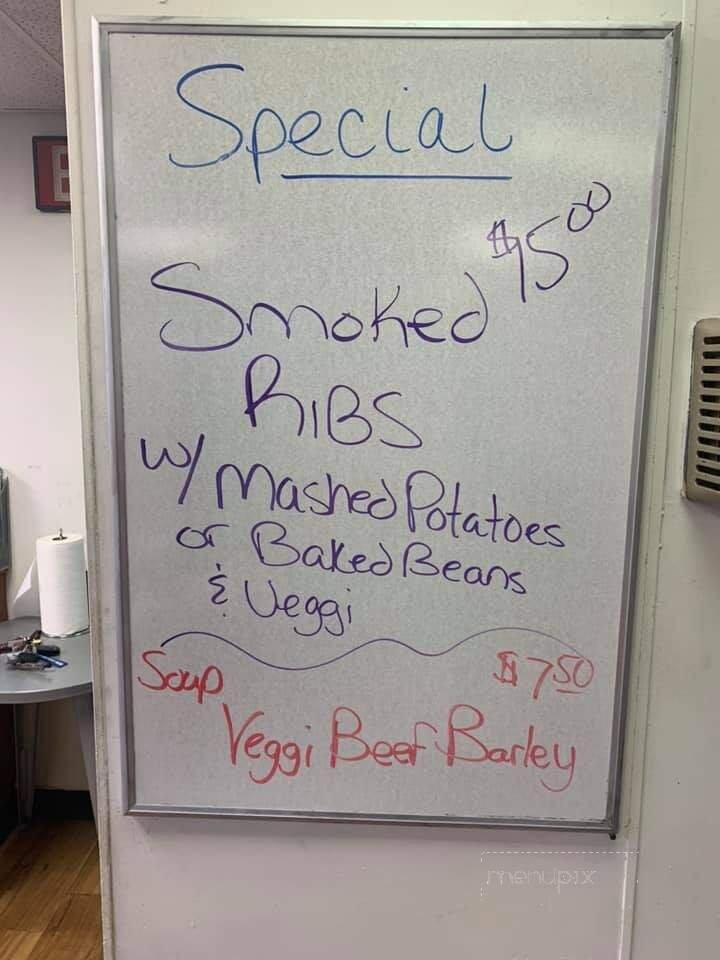 Special
$15.00
Smoked
RIBS
w/ Mashed Potatoes
or Baked Beans
& Veggi
Soup $7.50
Veggi Beef Barley
menupix